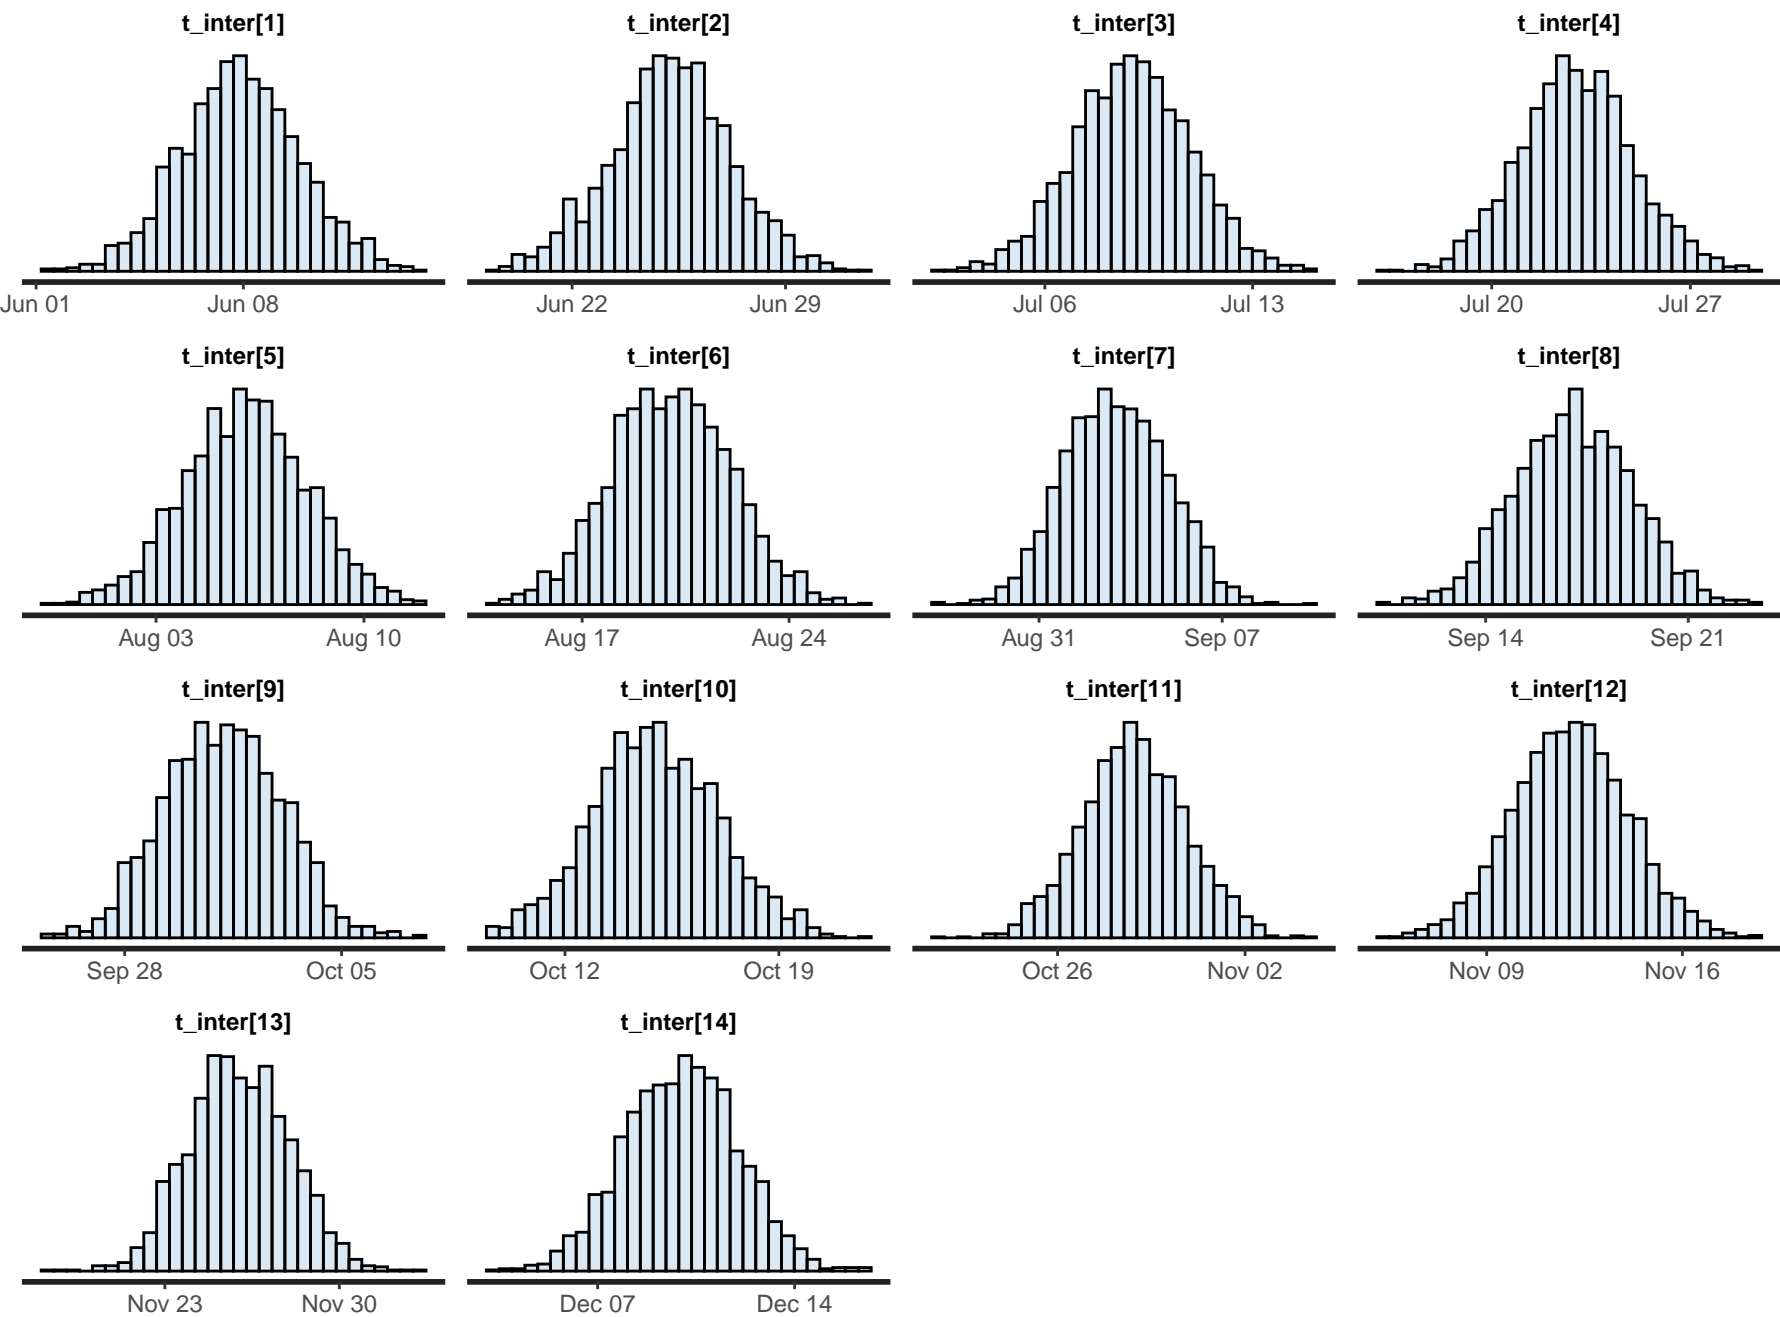 t_inter[1] t_inter[2] t_inter[3] t_inter[4]
Jun 01 Jun 08 Jun 22 Jun 29 Jul 06 Jul 13 Jul 20 Jul 27
t_inter[5] t_inter[6] t_inter[7] t_inter[8]
Aug 03 Aug 10 Aug 17 Aug 24 Aug 31 Sep 07 Sep 14 Sep 21
t_inter[9] t_inter[10] t_inter[11] t_inter[12]
Sep 28 Oct 05 Oct 12 Oct 19 Oct 26 Nov 02 Nov 09 Nov 16
t_inter[13] t_inter[14]
Nov 23 Nov 30 Dec 07 Dec 14